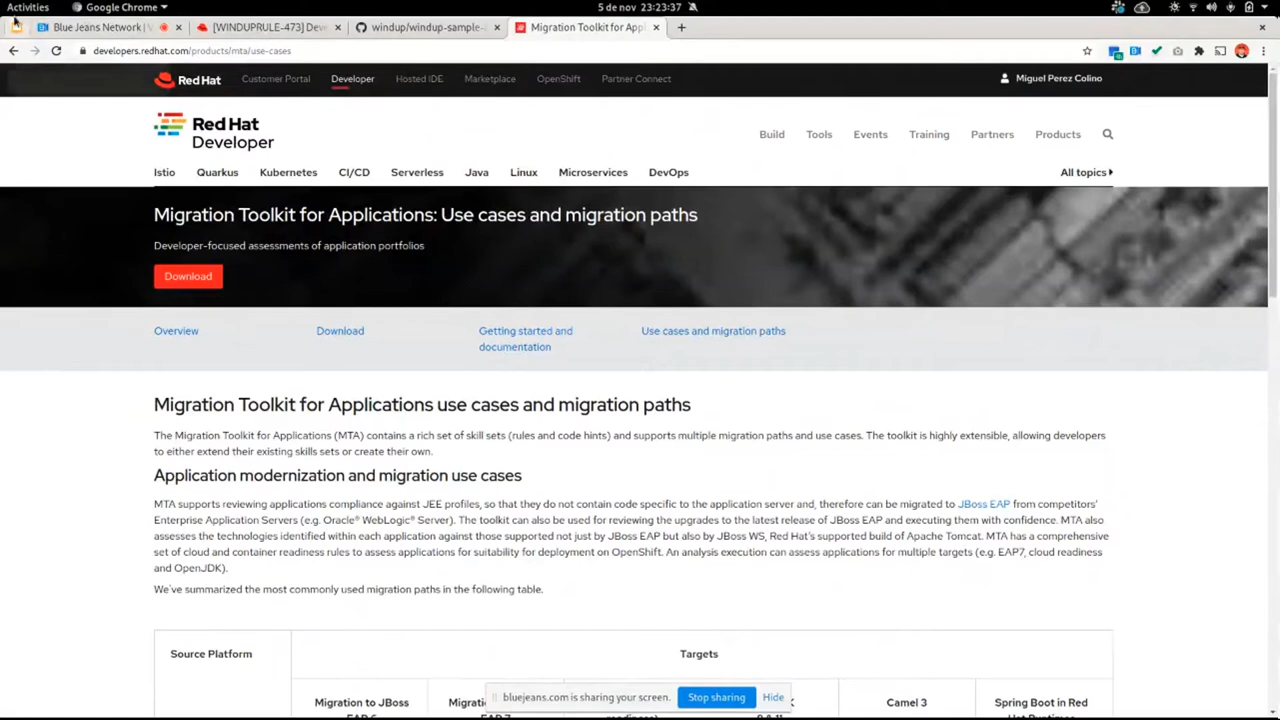 Activities
Google Chrome
5 de nov 23:23:37
Blue Jeans Network | V
[WINDUPRULE-473] Deve
windup/windup-sample-
Migration Toolkit for Appl
developers.redhat.com/products/mta/use-cases
Red Hat
Customer Portal
Developer
Hosted IDE
Marketplace
OpenShift
Partner Connect
Miguel Perez Colino
Red Hat
Developer
Build
Tools
Events
Training
Partners
Products
Istio
Quarkus
Kubernetes
CI/CD
Serverless
Java
Linux
Microservices
DevOps
All topics
Migration Toolkit for Applications: Use cases and migration paths
Developer-focused assessments of application portfolios
Download
Overview
Download
Getting started and
documentation
Use cases and migration paths
Migration Toolkit for Applications use cases and migration paths
The Migration Toolkit for Applications (MTA) contains a rich set of skill sets (rules and code hints) and supports multiple migration paths and use cases. The toolkit is highly extensible, allowing developers
to either extend their existing skills sets or create their own.
Application modernization and migration use cases
MTA supports reviewing applications compliance against JEE profiles, so that they do not contain code specific to the application server and, therefore can be migrated to JBoss EAP from competitors'
Enterprise Application Servers (e.g. Oracle® WebLogic® Server). The toolkit can also be used for reviewing the upgrades to the latest release of JBoss EAP and executing them with confidence. MTA also
assesses the technologies identified within each application against those supported not just by JBoss EAP but also by JBoss WS, Red Hat's supported build of Apache Tomcat. MTA has a comprehensive
set of cloud and container readiness rules to assess applications for suitability for deployment on OpenShift. An analysis execution can assess applications for multiple targets (e.g. EAP7, cloud readiness
and OpenJDK).
We've summarized the most commonly used migration paths in the following table.
Source Platform
Targets
Migration to JBoss
Camel 3
Spring Boot in Red
bluejeans.com is sharing your screen.
Stop sharing
Hide